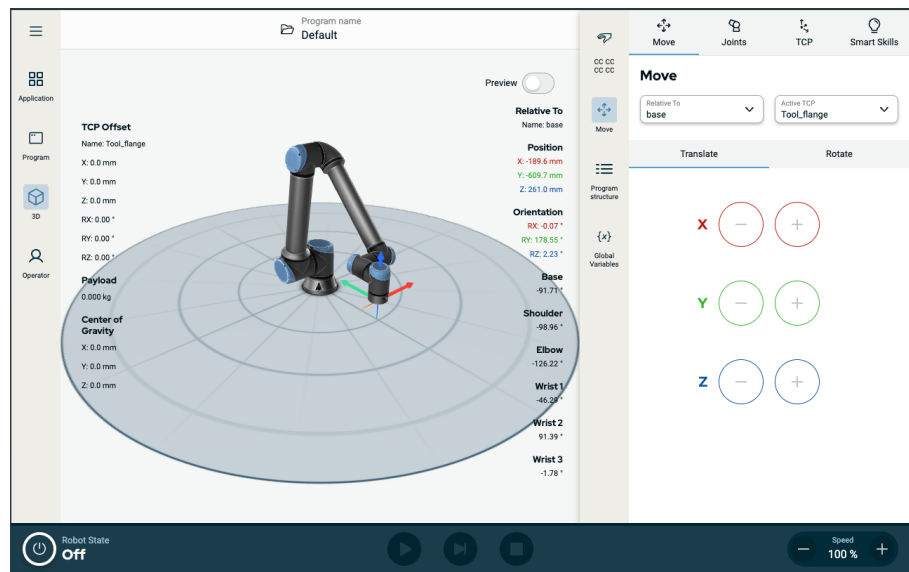 Program name
Default
Application
Program
3D
Operator
Preview
TCP Offset
Name: Tool_flange
X: 0.0 mm
Y: 0.0 mm
Z: 0.0 mm
RX: 0.00 °
RY: 0.00 °
RZ: 0.00 °
Payload
0.000 kg
Center of
Gravity
X: 0.0 mm
Y: 0.0 mm
Z: 0.0 mm
Relative To
Name: base
Position
X: -189.6 mm
Y: -609.7 mm
Z: 261.0 mm
Orientation
RX: -0.07 °
RY: 178.55 °
RZ: 2.23 °
Base
-91.71 °
Shoulder
-98.96 °
Elbow
-126.22 °
Wrist 1
-46.29 °
Wrist 2
91.39 °
Wrist 3
-1.78 °
CC CC
CC CC
Move
Program
structure
{x}
Global
Variables
Move
Joints
TCP
Smart Skills
Move
Relative To
base
Active TCP
Tool_flange
Translate
Rotate
X − +
Y − +
Z − +
Robot State
Off
Speed
− 100 % +